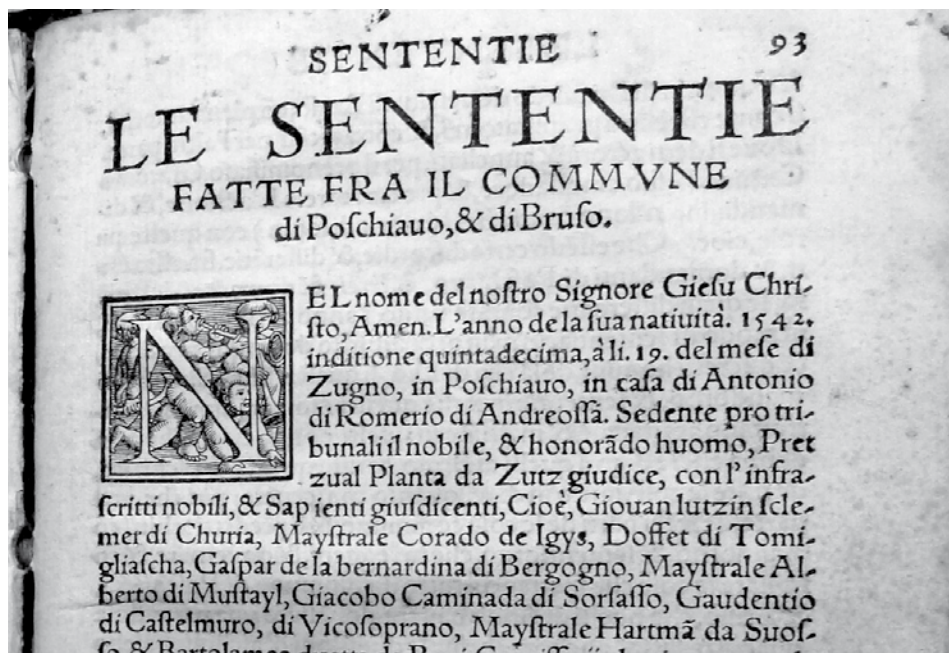 SENTENTIE 93
LE SENTENTIE
FATTE FRA IL COMMVNE
di Poſchiauo, & di Bruſo.
NEL nome del noſtro Signore Gieſu Chri-
ſto, Amen. L'anno de la ſua natiuità. 1542.
inditione quintadecima, à li. 19. del meſe di
Zugno, in Poſchiauo, in caſa di Antonio
di Romerio di Andreoſſa. Sedente pro tri-
bunali il nobile, & honorãdo huomo, Pret
zual Planta da Zutz giudice, con l' infra-
ſcritti nobili, & Sapienti giuſdicenti, Cioè, Giouan lutzin ſcle-
mer di Churia, Mayſtrale Corado de Igys, Doffet di Tomi-
gliaſcha, Gaſpar de la bernardina di Bergogno, Mayſtrale Al-
berto di Muſtayl, Giacobo Caminada di Sorſaſſo, Gaudentio
di Caſtelmuro, di Vicoſoprano, Mayſtrale Hartmã da Suoſ-
ſo & Bartolameo